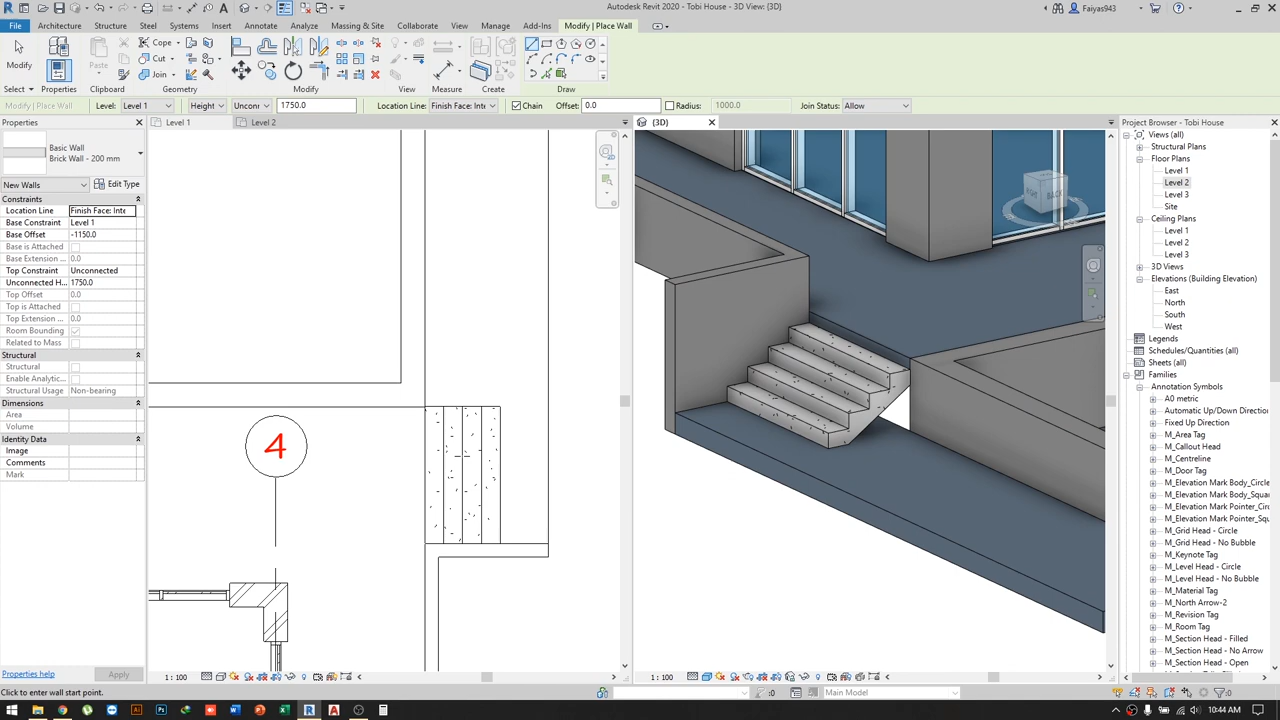 Autodesk Revit 2020 - Tobi House - 3D View: {3D}
Faiyas943
File
Architecture
Structure
Steel
Systems
Insert
Annotate
Analyze
Massing & Site
Collaborate
View
Manage
Add-Ins
Modify | Place Wall
Modify
Paste
Cope
Cut
Join
Select
Properties
Clipboard
Geometry
Modify
View
Measure
Create
Draw
Modify | Place Wall
Level:
Level 1
Height
Uncon
1750.0
Location Line:
Finish Face: Inte
Chain
Offset:
0.0
Radius:
1000.0
Join Status:
Allow
Properties
Basic Wall
Brick Wall - 200 mm
New Walls
Edit Type
Constraints
Location Line Finish Face: Inte
Base Constraint Level 1
Base Offset -1150.0
Base is Attached
Base Extension ... 0.0
Top Constraint Unconnected
Unconnected H... 1750.0
Top Offset 0.0
Top is Attached
Top Extension ... 0.0
Room Bounding
Related to Mass
Structural
Structural
Enable Analytic...
Structural Usage Non-bearing
Dimensions
Area
Volume
Identity Data
Image
Comments
Mark
Properties help
Apply
Level 1
Level 2
4
1 : 100
{3D}
RIGHT
BACK
1 : 100
Project Browser - Tobi House
Views (all)
Structural Plans
Floor Plans
Level 1
Level 2
Level 3
Site
Ceiling Plans
Level 1
Level 2
Level 3
3D Views
Elevations (Building Elevation)
East
North
South
West
Legends
Schedules/Quantities (all)
Sheets (all)
Families
Annotation Symbols
A0 metric
Automatic Up/Down Direction
Fixed Up Direction
M_Area Tag
M_Callout Head
M_Centreline
M_Door Tag
M_Elevation Mark Body_Circle
M_Elevation Mark Body_Squar
M_Elevation Mark Pointer_Circ
M_Elevation Mark Pointer_Squ
M_Grid Head - Circle
M_Grid Head - No Bubble
M_Keynote Tag
M_Level Head - Circle
M_Level Head - No Bubble
M_Material Tag
M_North Arrow-2
M_Revision Tag
M_Room Tag
M_Section Head - Filled
M_Section Head - No Arrow
M_Section Head - Open
Click to enter wall start point.
:0
Main Model
:0
10:44 AM